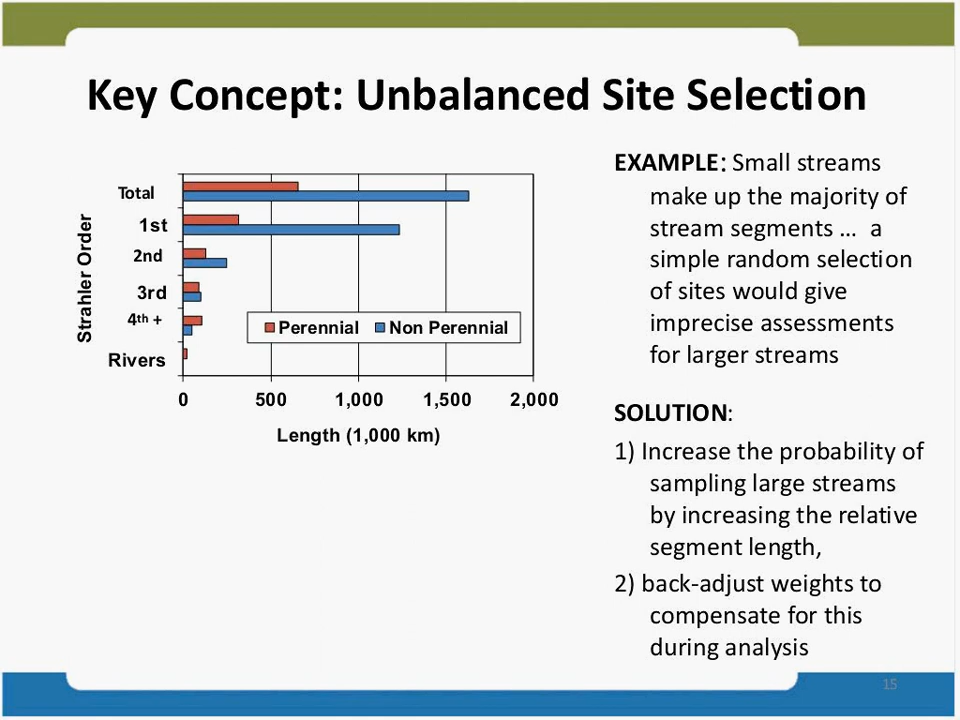 Key Concept: Unbalanced Site Selection
Strahler Order
Total
1st
2nd
3rd
4th +
Rivers
Perennial
Non Perennial
0 500 1,000 1,500 2,000
Length (1,000 km)
EXAMPLE: Small streams
make up the majority of
stream segments … a
simple random selection
of sites would give
imprecise assessments
for larger streams
SOLUTION:
1) Increase the probability of
sampling large streams
by increasing the relative
segment length,
2) back-adjust weights to
compensate for this
during analysis
15